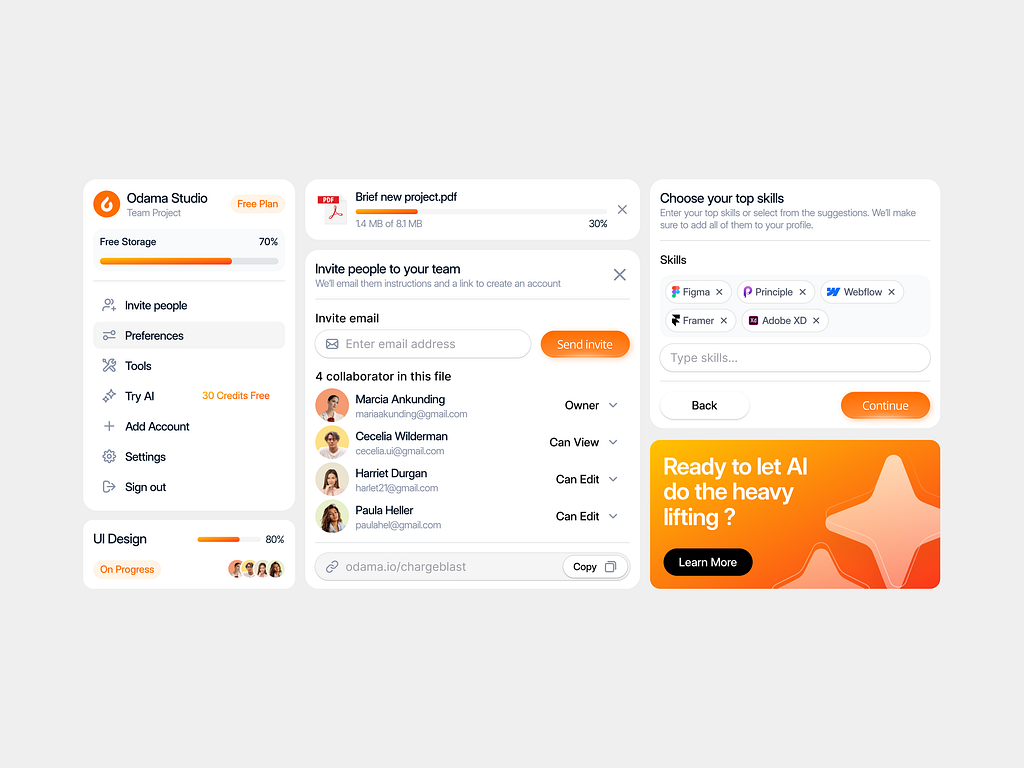 Odama Studio
Team Project
Free Plan
Free Storage
70%
Invite people
Preferences
Tools
Try AI
30 Credits Free
Add Account
Settings
Sign out
UI Design
80%
On Progress
PDF
Brief new project.pdf
1.4 MB of 8.1 MB
30%
Invite people to your team
We'll email them instructions and a link to create an account
Invite email
Enter email address
Send invite
4 collaborator in this file
Marcia Ankunding
mariaakunding@gmail.com
Owner
Cecelia Wilderman
cecelia.ui@gmail.com
Can View
Harriet Durgan
harlet21@gmail.com
Can Edit
Paula Heller
paulahel@gmail.com
Can Edit
odama.io/chargeblast
Copy
Choose your top skills
Enter your top skills or select from the suggestions. We'll make
sure to add all of them to your profile.
Skills
Figma
Principle
Webflow
Framer
Xd
Adobe XD
Type skills...
Back
Continue
Ready to let AI
do the heavy
lifting ?
Learn More